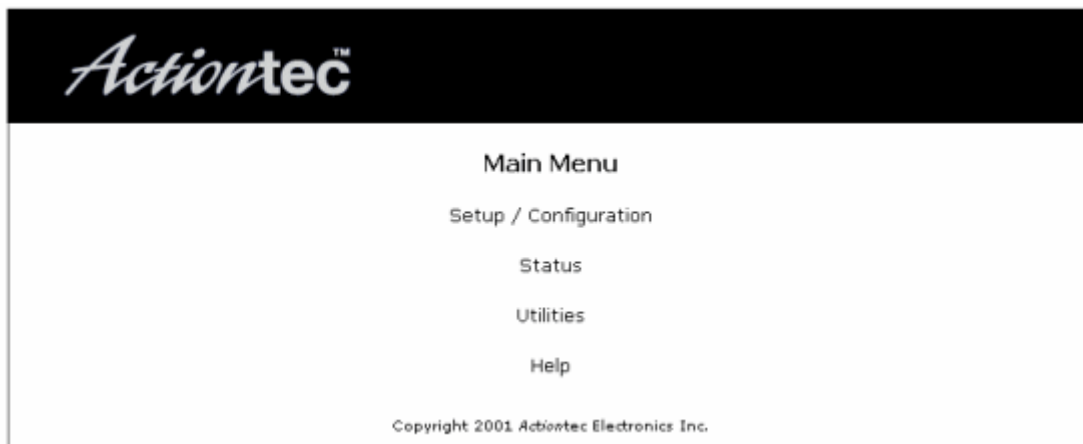 Actiontec™
Main Menu
Setup / Configuration
Status
Utilities
Help
Copyright 2001 Actiontec Electronics Inc.